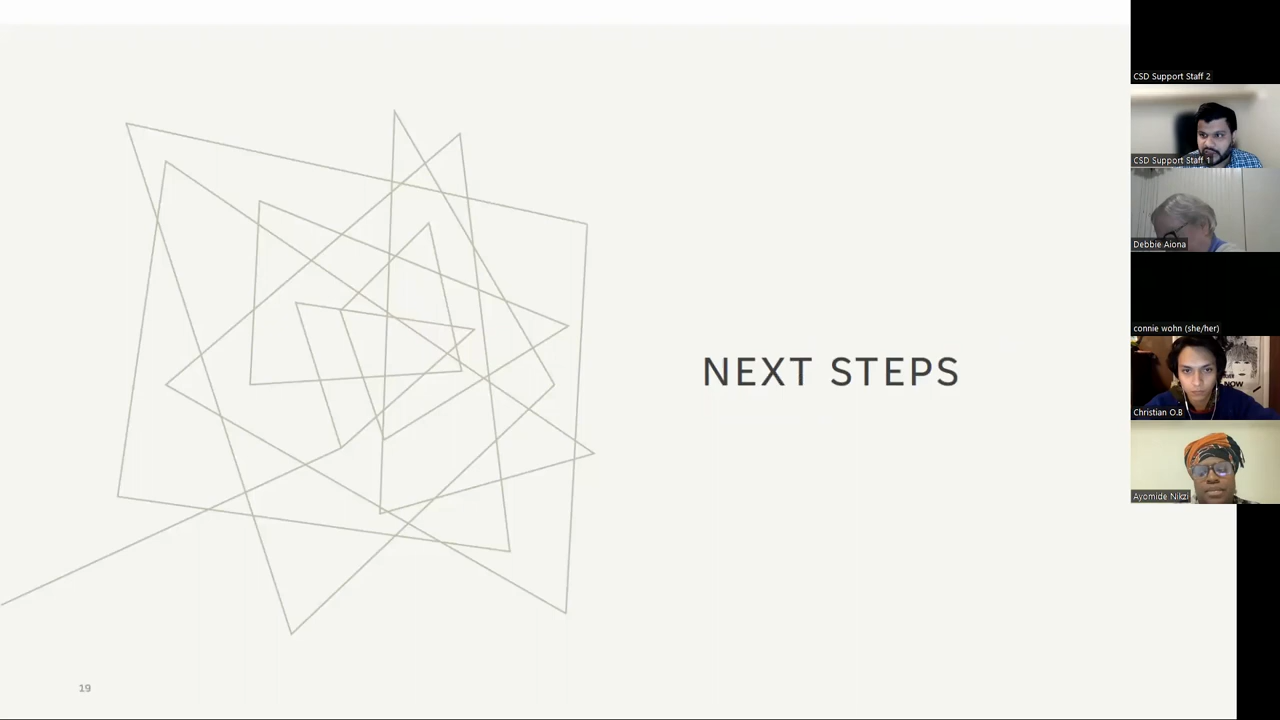 NEXT STEPS
19
CSD Support Staff 2
CSD Support Staff 1
Debbie Aiona
connie wohn (she/her)
NOW
Christian O.B
Ayomide Nikzi